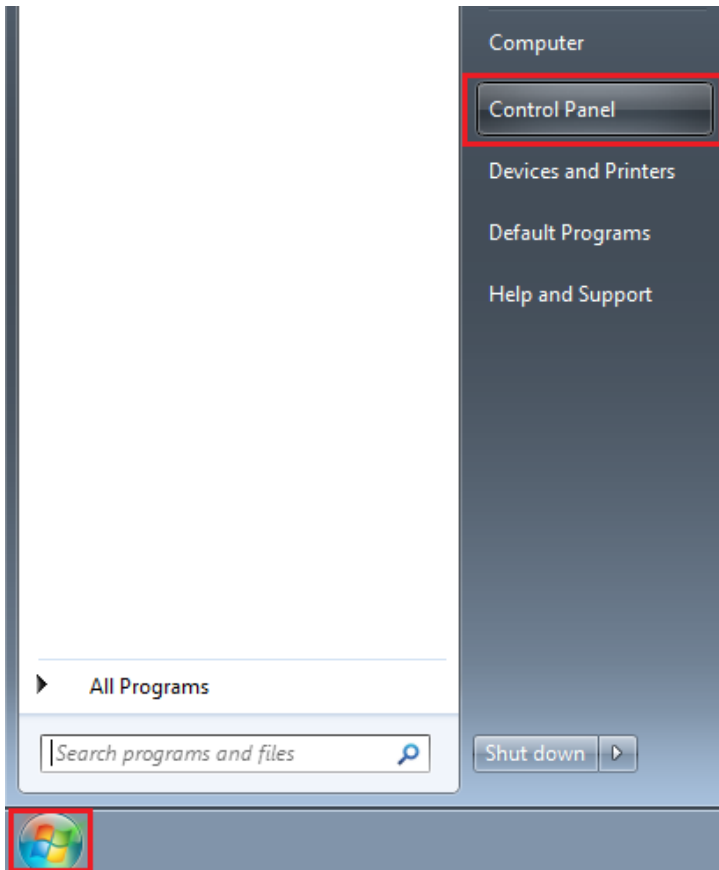 Computer
Control Panel
Devices and Printers
Default Programs
Help and Support
All Programs
Search programs and files
Shut down